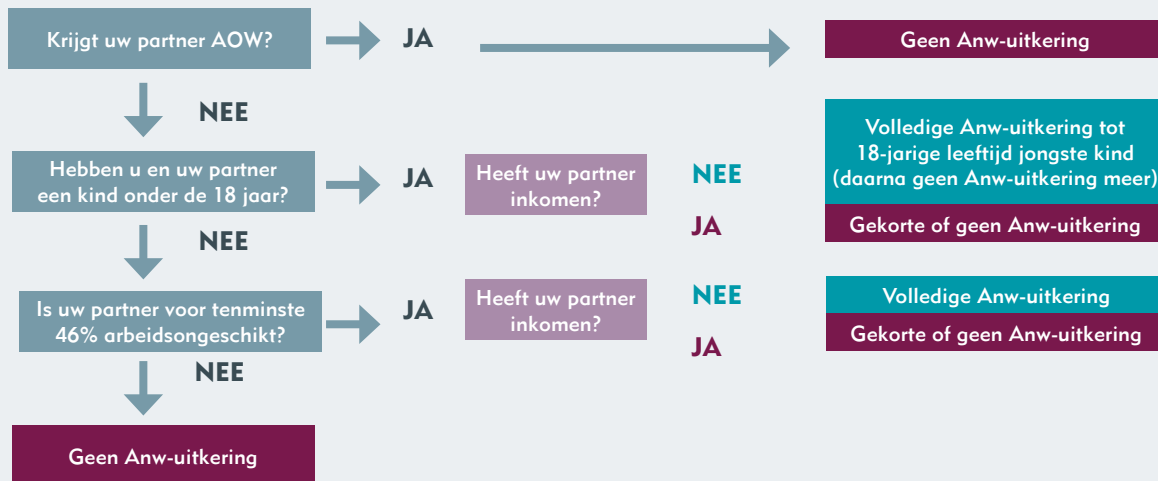 Krijgt uw partner AOW?
JA
Geen Anw-uitkering
NEE
Hebben u en uw partner
een kind onder de 18 jaar?
JA
Heeft uw partner
inkomen?
NEE
Volledige Anw-uitkering tot
18-jarige leeftijd jongste kind
(daarna geen Anw-uitkering meer)
JA
Gekorte of geen Anw-uitkering
NEE
Is uw partner voor tenminste
46% arbeidsongeschikt?
JA
Heeft uw partner
inkomen?
NEE
Volledige Anw-uitkering
JA
Gekorte of geen Anw-uitkering
NEE
Geen Anw-uitkering